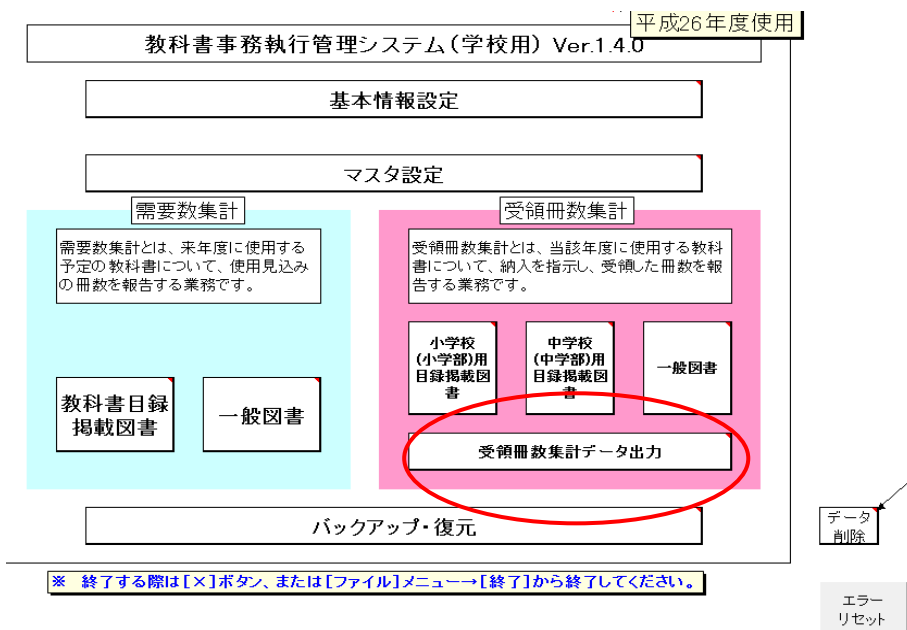 平成26年度使用
教科書事務執行管理システム(学校用) Ver.1.4.0
基本情報設定
マスタ設定
需要数集計
需要数集計とは、来年度に使用する
予定の教科書について、使用見込み
の冊数を報告する業務です。
教科書目録
掲載図書
一般図書
受領冊数集計
受領冊数集計とは、当該年度に使用する教科
書について、納入を指示し、受領した冊数を報
告する業務です。
小学校
(小学部)用
目録掲載図
書
中学校
(中学部)用
目録掲載図
書
一般図書
受領冊数集計データ出力
バックアップ・復元
データ
削除
※ 終了する際は[×]ボタン、または[ファイル]メニュー→[終了]から終了してください。
エラー
リセット